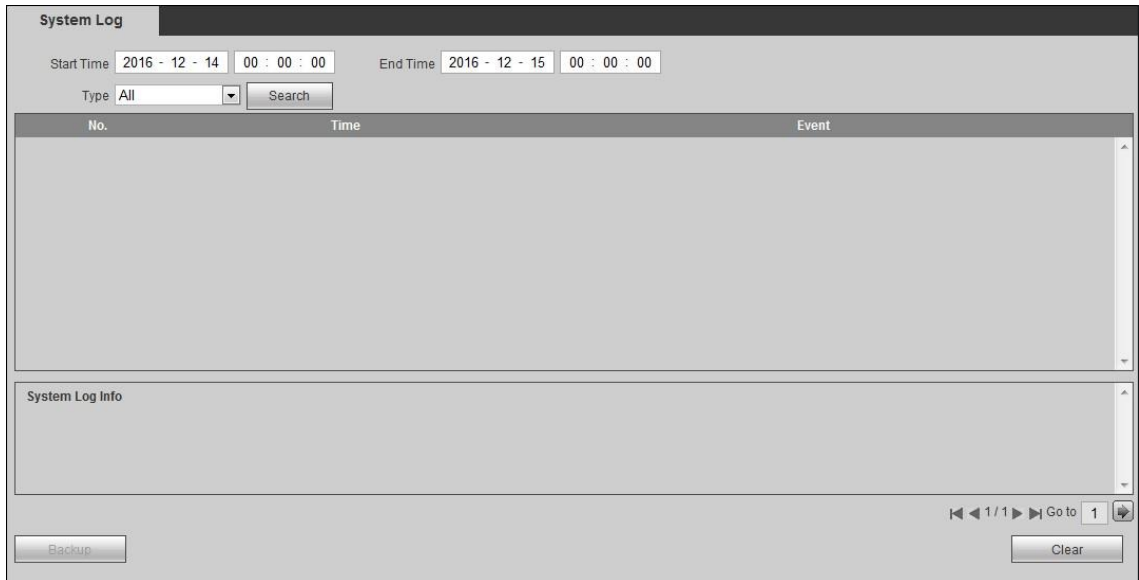 System Log
Start Time 2016 - 12 - 14 00 : 00 : 00 End Time 2016 - 12 - 15 00 : 00 : 00
Type All Search
No. Time Event
System Log Info
1 / 1 Go to 1
Backup Clear